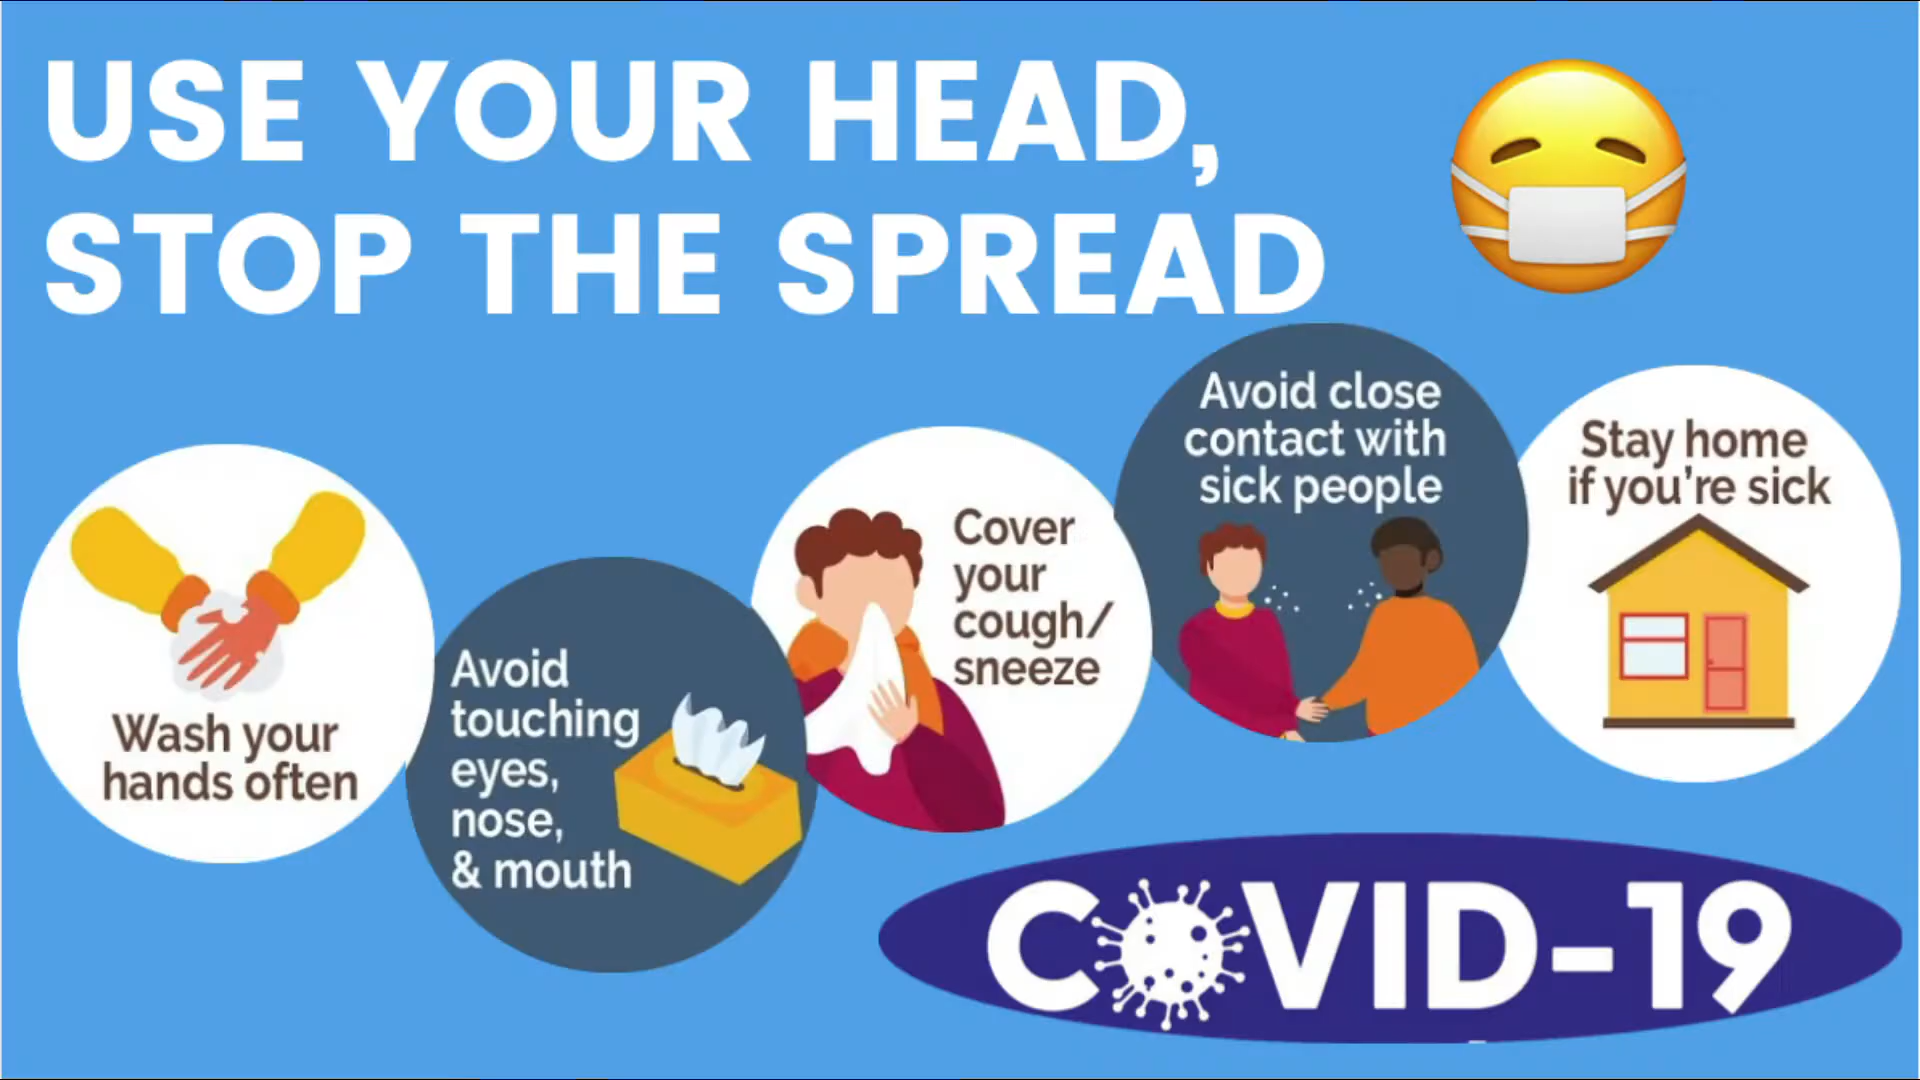 USE YOUR HEAD,
STOP THE SPREAD
Wash your
hands often
Avoid
touching
eyes,
nose,
& mouth
Cover
your
cough/
sneeze
Avoid close
contact with
sick people
Stay home
if you're sick
COVID-19